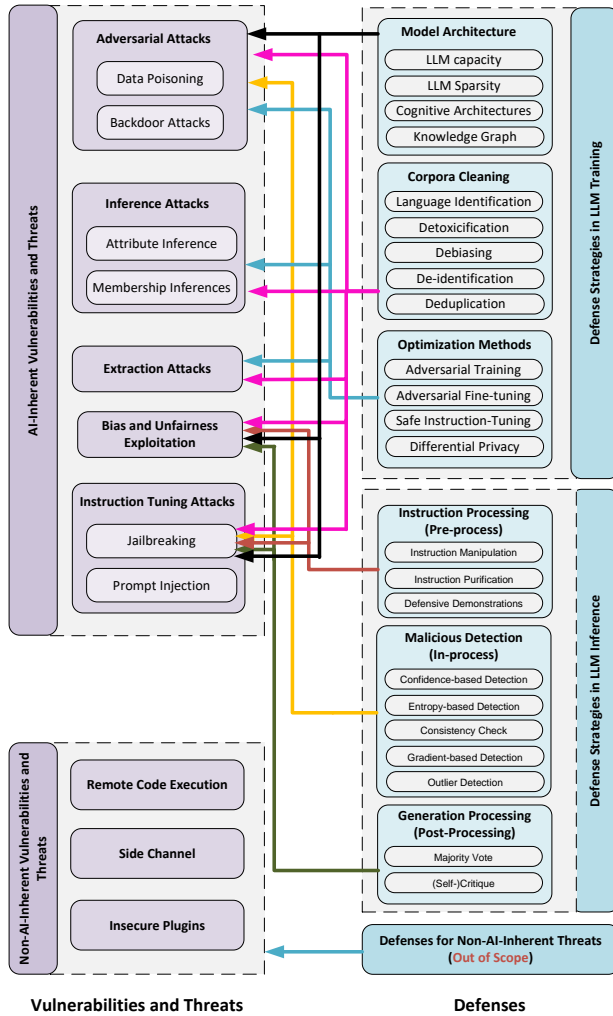 AI-Inherent Vulnerabilities and Threats
Adversarial Attacks
Data Poisoning
Backdoor Attacks
Inference Attacks
Attribute Inference
Membership Inferences
Extraction Attacks
Bias and Unfairness
Exploitation
Instruction Tuning Attacks
Jailbreaking
Prompt Injection
Non-AI-Inherent Vulnerabilities and
Threats
Remote Code Execution
Side Channel
Insecure Plugins
Vulnerabilities and Threats
Model Architecture
LLM capacity
LLM Sparsity
Cognitive Architectures
Knowledge Graph
Corpora Cleaning
Language Identification
Detoxicification
Debiasing
De-identification
Deduplication
Optimization Methods
Adversarial Training
Adversarial Fine-tuning
Safe Instruction-Tuning
Differential Privacy
Defense Strategies in LLM Training
Instruction Processing
(Pre-process)
Instruction Manipulation
Instruction Purification
Defensive Demonstrations
Malicious Detection
(In-process)
Confidence-based Detection
Entropy-based Detection
Consistency Check
Gradient-based Detection
Outlier Detection
Generation Processing
(Post-Processing)
Majority Vote
(Self-)Critique
Defense Strategies in LLM Inference
Defenses for Non-AI-Inherent Threats
(Out of Scope)
Defenses